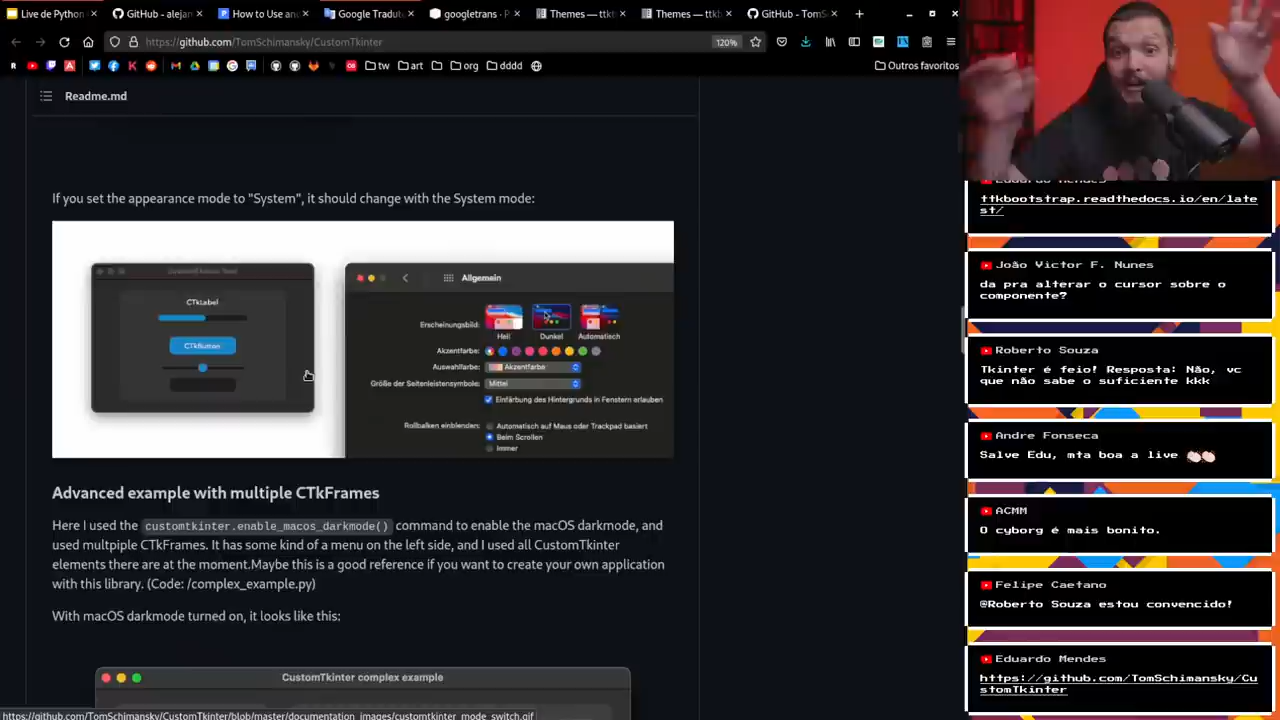 Live de Python
GitHub - aleja
How to Use an
Google Tradut
googletrans · P
Themes — ttkt
Themes — ttkb
GitHub - TomSc
https://github.com/TomSchimansky/CustomTkinter
120%
tw
art
org
dddd
Outros favoritos
Readme.md
If you set the appearance mode to "System", it should change with the System mode:
CTkLabel
CTkButton
Allgemein
Erscheinungsbild:
Hell
Dunkel
Automatisch
Akzentfarbe:
Auswahlfarbe:
Akzentfarbe
Größe der Seitenleistensymbole:
Mittel
Einfärbung des Hintergrunds in Fenstern erlauben
Rollbalken einblenden:
Automatisch auf Maus oder Trackpad basiert
Beim Scrollen
Immer
Advanced example with multiple CTkFrames
Here I used the customtkinter.enable_macos_darkmode() command to enable the macOS darkmode, and
used multpiple CTkFrames. It has some kind of a menu on the left side, and I used all CustomTkinter
elements there are at the moment.Maybe this is a good reference if you want to create your own application
with this library. (Code: /complex_example.py)
With macOS darkmode turned on, it looks like this:
CustomTkinter complex example
https://github.com/TomSchimansky/CustomTkinter/blob/master/documentation_images/customtkinter_mode_switch.gif
Eduardo Mendes
ttkbootstrap.readthedocs.io/en/late
st/
João Victor F. Nunes
da pra alterar o cursor sobre o
componente?
Roberto Souza
Tkinter é feio! Resposta: Não, vc
que não sabe o suficiente kkk
Andre Fonseca
Salve Edu, mta boa a live 👏🏻👏🏻
ACMM
O cyborg é mais bonito.
Felipe Caetano
@Roberto Souza estou convencido!
Eduardo Mendes
https://github.com/TomSchimansky/Cu
stomTkinter